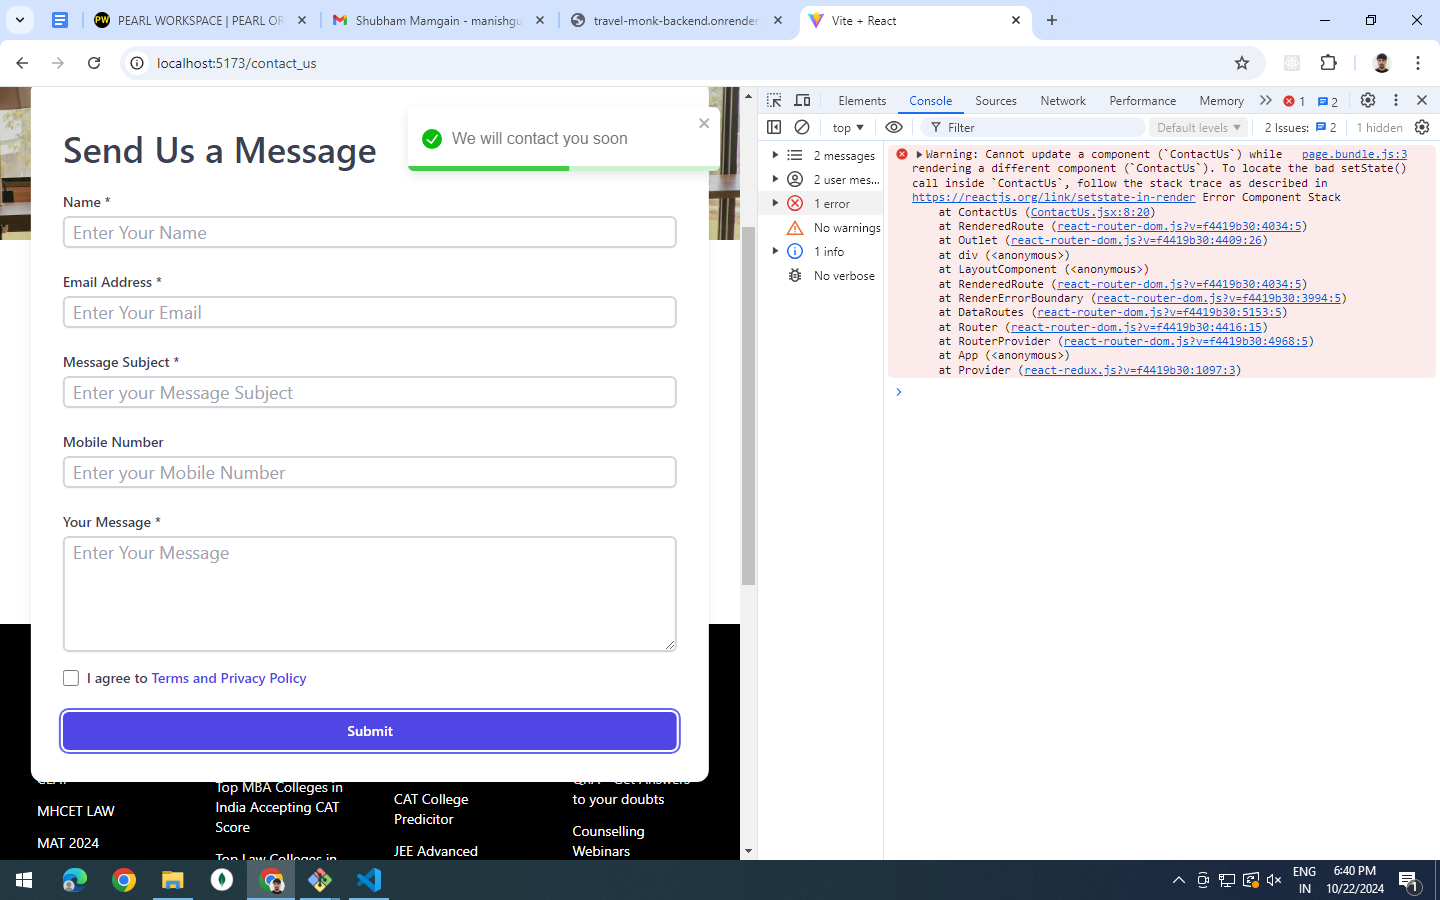 PEARL WORKSPACE | PEARL OR
Shubham Mamgain - manishgu
travel-monk-backend.onrender
Vite + React
localhost:5173/contact_us
Send Us a Message
We will contact you soon
Name *
Enter Your Name
Email Address *
Enter Your Email
Message Subject *
Enter your Message Subject
Mobile Number
Enter your Mobile Number
Your Message *
Enter Your Message
I agree to Terms and Privacy Policy
Submit
MHCET LAW
MAT 2024
Top MBA Colleges in
India Accepting CAT
Score
Top Law Colleges in
CAT College
Predicitor
JEE Advanced
Q&A - Get Answers
to your doubts
Counselling
Webinars
Elements
Console
Sources
Network
Performance
Memory
1
2
top
Filter
Default levels
2 Issues:
2
1 hidden
2 messages
2 user mes...
1 error
No warnings
1 info
No verbose
Warning: Cannot update a component (`ContactUs`) while page.bundle.js:3
rendering a different component (`ContactUs`). To locate the bad setState()
call inside `ContactUs`, follow the stack trace as described in
https://reactjs.org/link/setstate-in-render Error Component Stack
at ContactUs (ContactUs.jsx:8:20)
at RenderedRoute (react-router-dom.js?v=f4419b30:4034:5)
at Outlet (react-router-dom.js?v=f4419b30:4409:26)
at div (<anonymous>)
at LayoutComponent (<anonymous>)
at RenderedRoute (react-router-dom.js?v=f4419b30:4034:5)
at RenderErrorBoundary (react-router-dom.js?v=f4419b30:3994:5)
at DataRoutes (react-router-dom.js?v=f4419b30:5153:5)
at Router (react-router-dom.js?v=f4419b30:4416:15)
at RouterProvider (react-router-dom.js?v=f4419b30:4968:5)
at App (<anonymous>)
at Provider (react-redux.js?v=f4419b30:1097:3)
ENG
IN
6:40 PM
10/22/2024
1